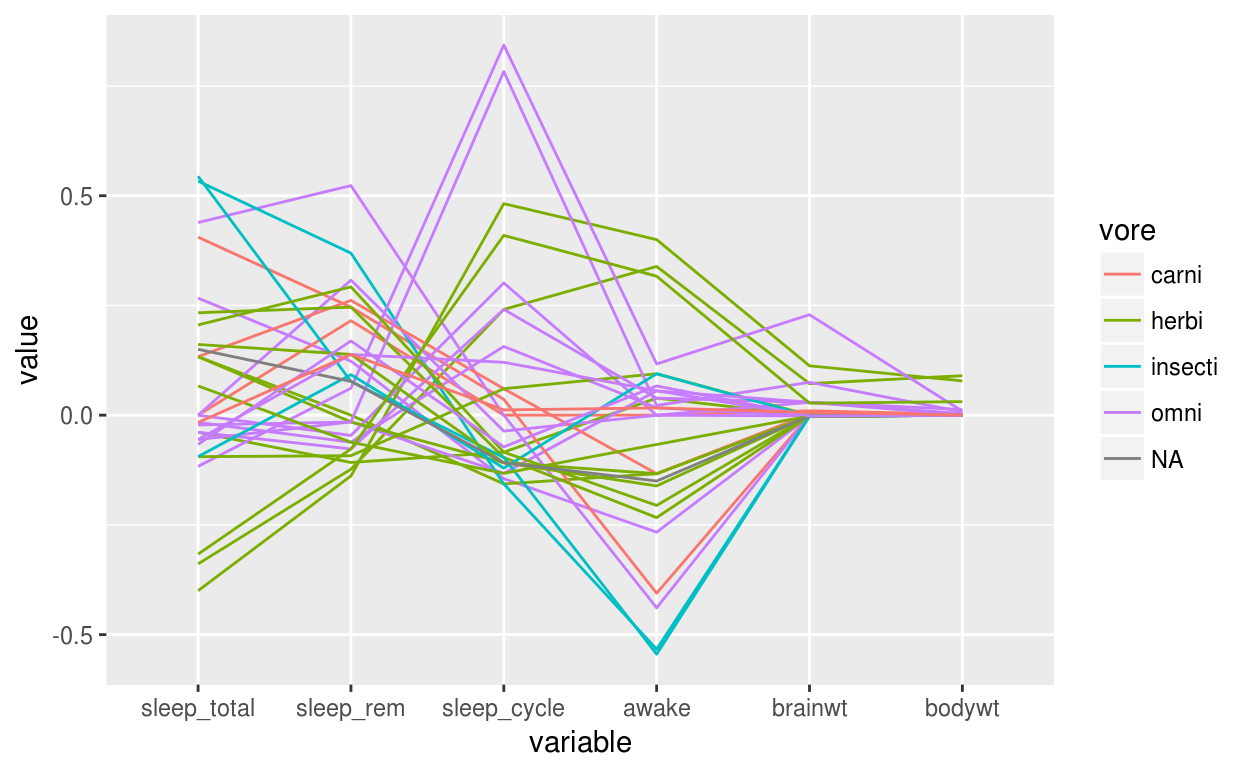 value
0.5
0.0
-0.5
sleep_total sleep_rem sleep_cycle awake brainwt bodywt
variable
vore
carni
herbi
insecti
omni
NA